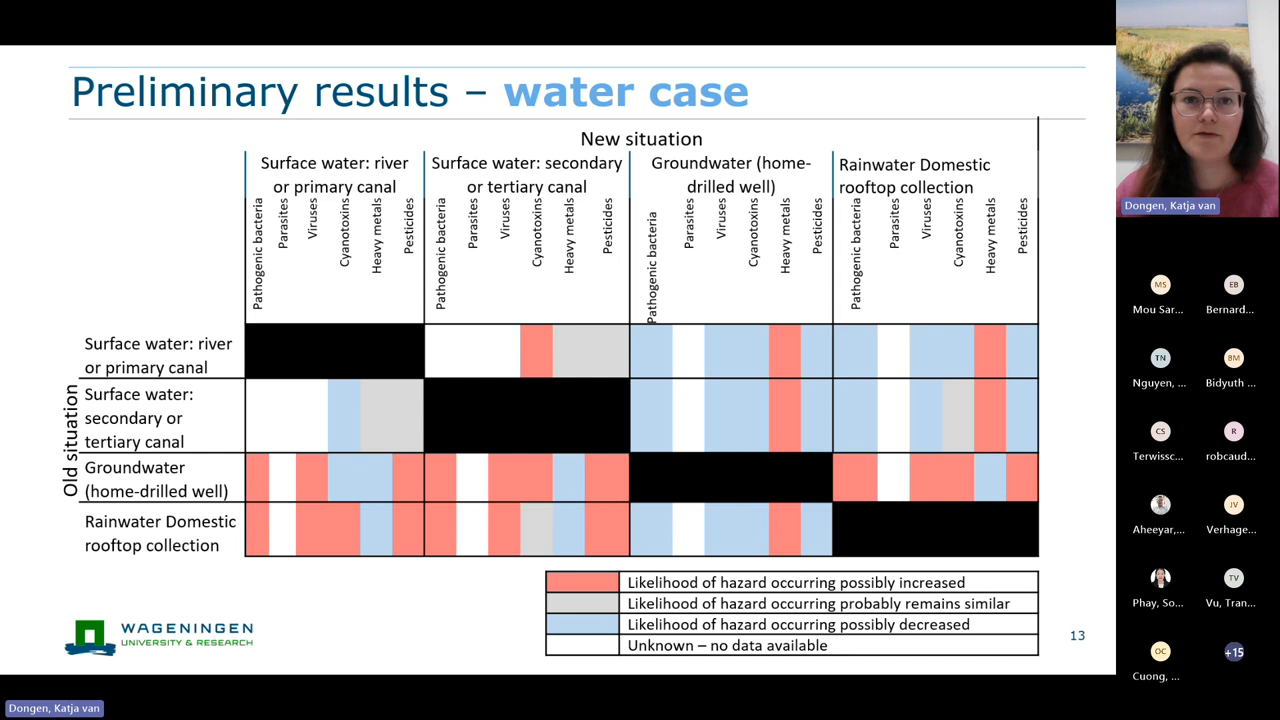 Preliminary results – water case
New situation
Surface water: river
or primary canal
Surface water: secondary
or tertiary canal
Groundwater (home-
drilled well)
Rainwater Domestic
rooftop collection
Pathogenic bacteria
Parasites
Viruses
Cyanotoxins
Heavy metals
Pesticides
Pathogenic bacteria
Parasites
Viruses
Cyanotoxins
Heavy metals
Pesticides
Pathogenic bacteria
Parasites
Viruses
Cyanotoxins
Heavy metals
Pesticides
Pathogenic bacteria
Parasites
Viruses
Cyanotoxins
Heavy metals
Pesticides
Old situation
Surface water: river
or primary canal
Surface water:
secondary or
tertiary canal
Groundwater
(home-drilled well)
Rainwater Domestic
rooftop collection
Likelihood of hazard occurring possibly increased
Likelihood of hazard occurring probably remains similar
Likelihood of hazard occurring possibly decreased
Unknown – no data available
WAGENINGEN
UNIVERSITY & RESEARCH
13
Dongen, Katja van
Dongen, Katja van
MS
Mou Sar...
EB
Bernard...
TN
Nguyen, ...
BM
Bidyuth ...
CS
Terwissc...
R
robcaud...
Aheeyar,...
JV
Verhage...
Phay, So...
TV
Vu, Tran...
OC
Cuong, ...
+15